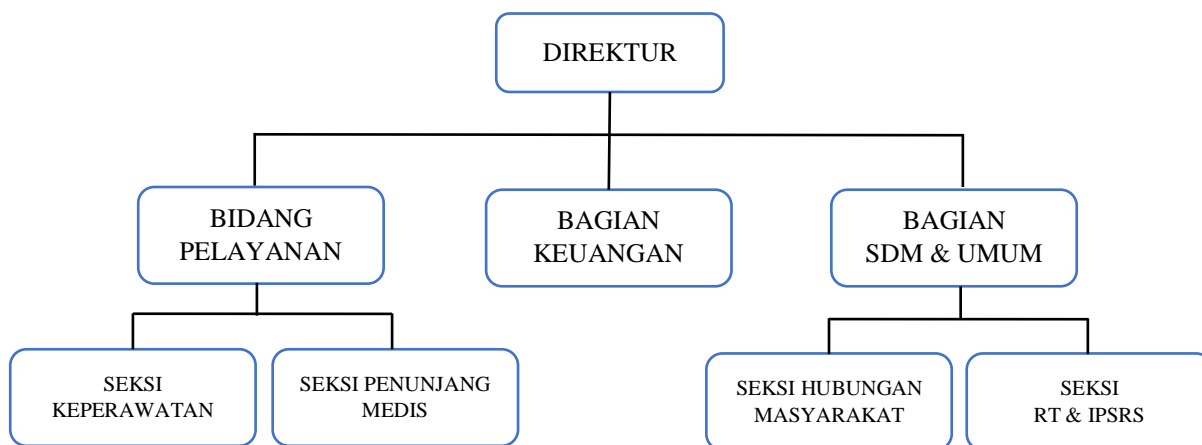 DIREKTUR
BIDANG
PELAYANAN
BAGIAN
KEUANGAN
BAGIAN
SDM & UMUM
SEKSI
KEPERAWATAN
SEKSI PENUNJANG
MEDIS
SEKSI HUBUNGAN
MASYARAKAT
SEKSI
RT & IPSRS